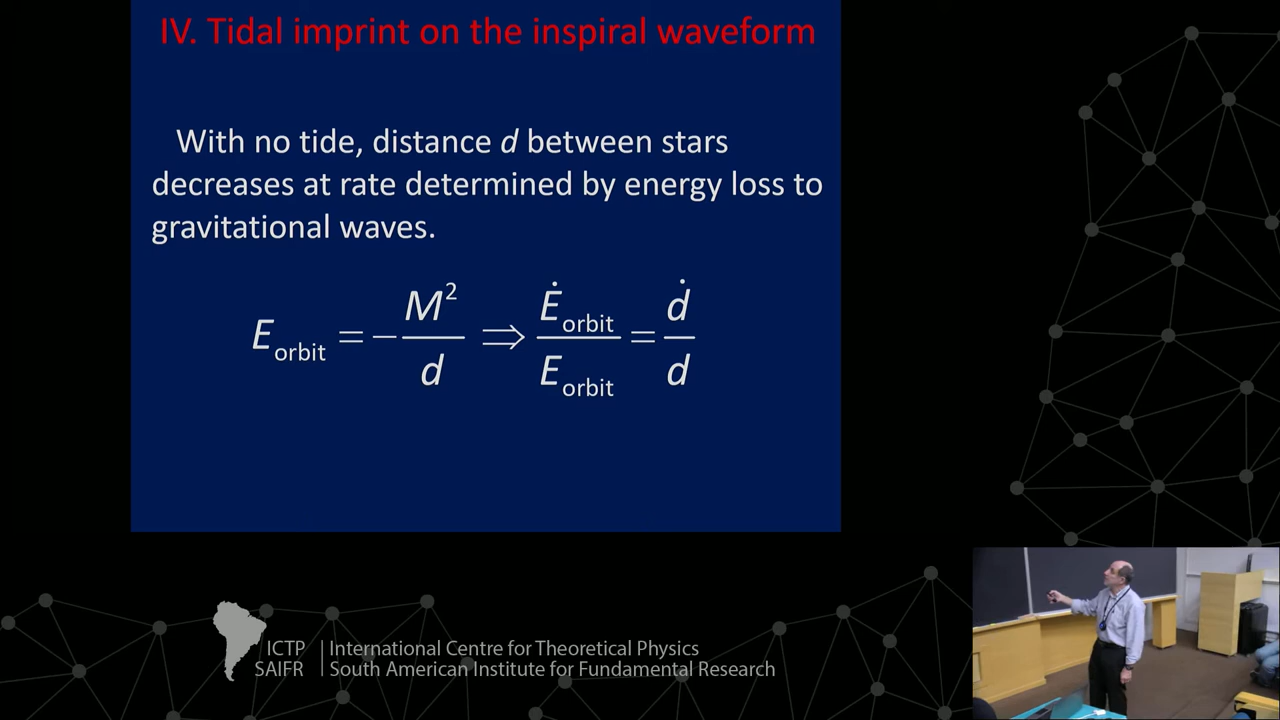 IV. Tidal imprint on the inspiral waveform
With no tide, distance d between stars
decreases at rate determined by energy loss to
gravitational waves.
E_orbit = −M²/d ⇒ Ė_orbit/E_orbit = ḋ/d
ICTP | International Centre for Theoretical Physics
SAIFR | South American Institute for Fundamental Research